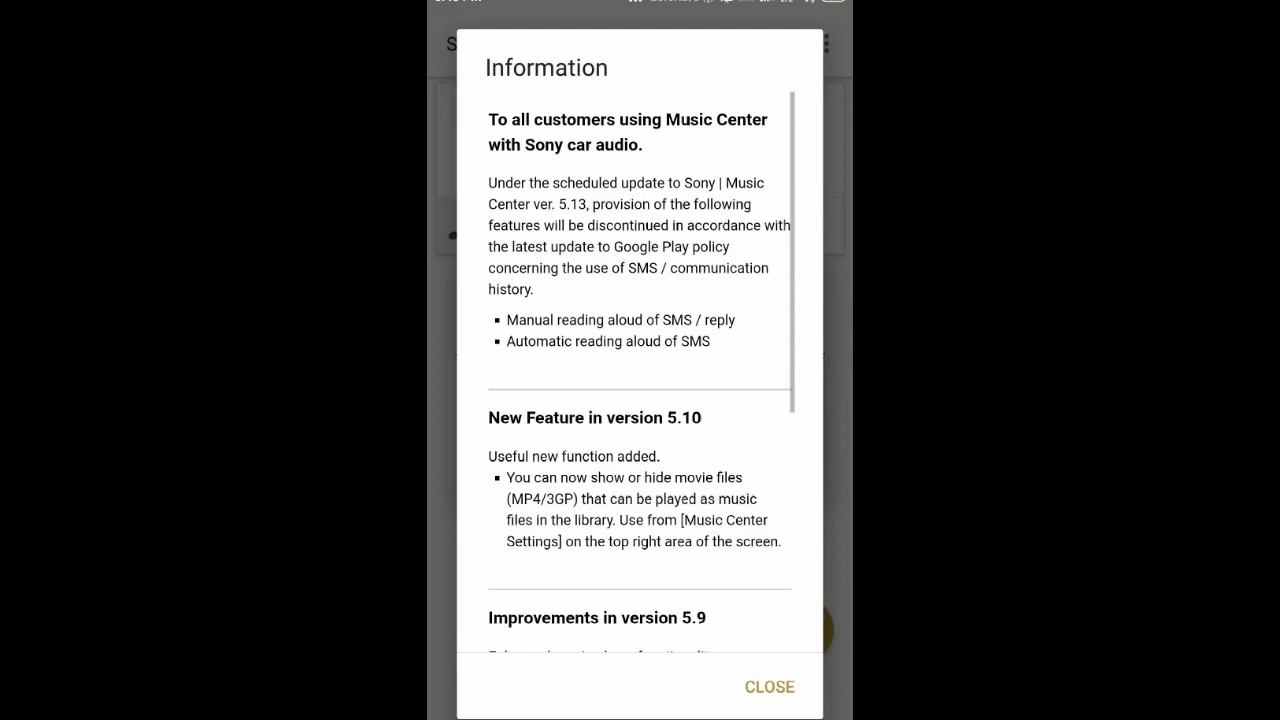 Information
To all customers using Music Center
with Sony car audio.
Under the scheduled update to Sony | Music
Center ver. 5.13, provision of the following
features will be discontinued in accordance with
the latest update to Google Play policy
concerning the use of SMS / communication
history.
▪ Manual reading aloud of SMS / reply
▪ Automatic reading aloud of SMS
New Feature in version 5.10
Useful new function added.
▪ You can now show or hide movie files
(MP4/3GP) that can be played as music
files in the library. Use from [Music Center
Settings] on the top right area of the screen.
Improvements in version 5.9
CLOSE